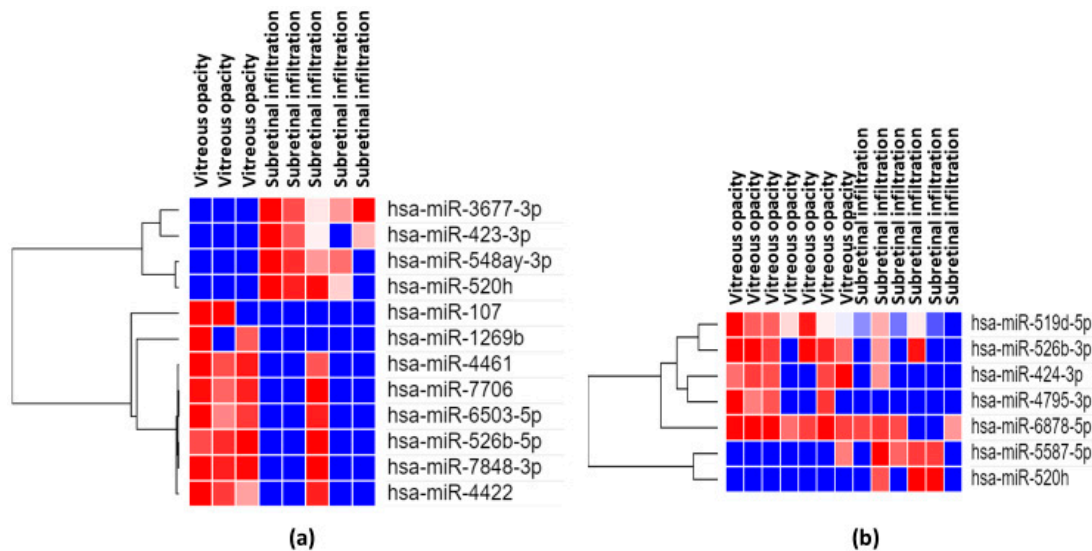 Vitreous opacity
Vitreous opacity
Vitreous opacity
Subretinal infiltration
Subretinal infiltration
Subretinal infiltration
Subretinal infiltration
Subretinal infiltration
hsa-miR-3677-3p
hsa-miR-423-3p
hsa-miR-548ay-3p
hsa-miR-520h
hsa-miR-107
hsa-miR-1269b
hsa-miR-4461
hsa-miR-7706
hsa-miR-6503-5p
hsa-miR-526b-5p
hsa-miR-7848-3p
hsa-miR-4422
(a)
Vitreous opacity
Vitreous opacity
Vitreous opacity
Vitreous opacity
Vitreous opacity
Vitreous opacity
Vitreous opacity
Subretinal infiltration
Subretinal infiltration
Subretinal infiltration
Subretinal infiltration
Subretinal infiltration
Subretinal infiltration
hsa-miR-519d-5p
hsa-miR-526b-3p
hsa-miR-424-3p
hsa-miR-4795-3p
hsa-miR-6878-5p
hsa-miR-5587-5p
hsa-miR-520h
(b)